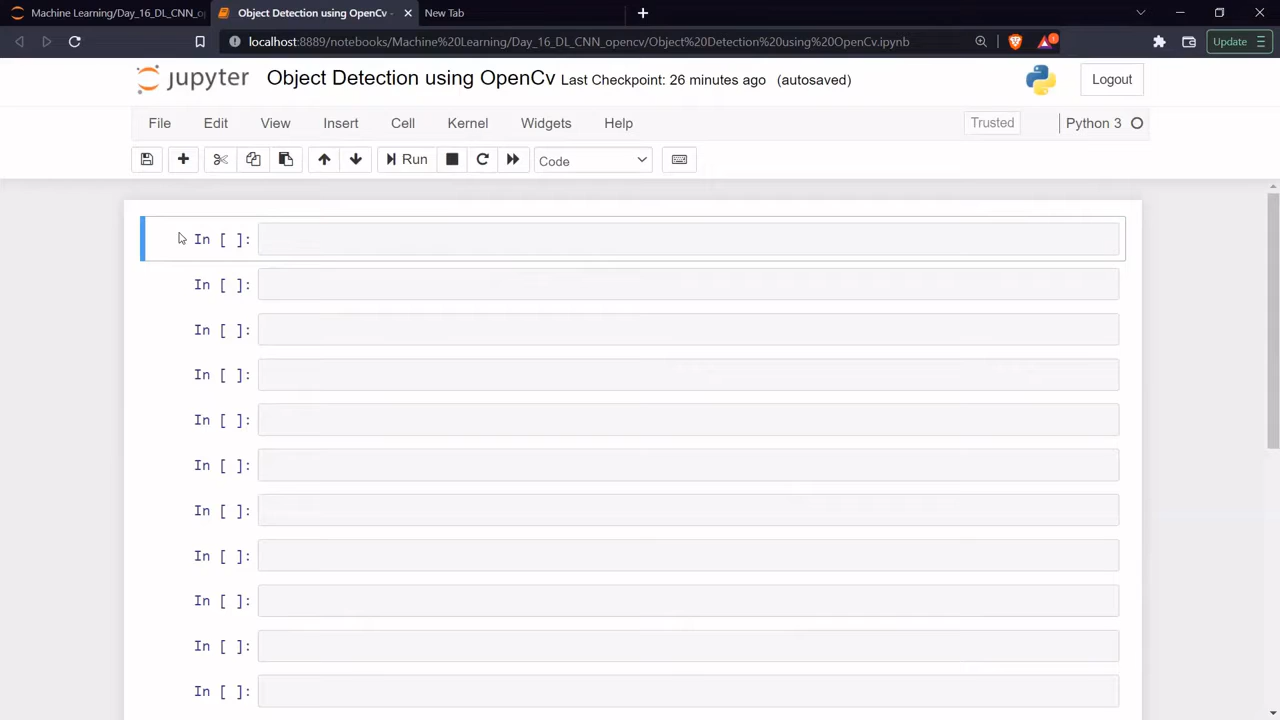 Machine Learning/Day_16_DL_CNN_o
Object Detection using OpenCv -
New Tab
localhost:8889/notebooks/Machine%20Learning/Day_16_DL_CNN_opencv/Object%20Detection%20using%20OpenCv.ipynb
1
Update
jupyter
Object Detection using OpenCv Last Checkpoint: 26 minutes ago (autosaved)
Logout
File Edit View Insert Cell Kernel Widgets Help
Trusted
Python 3
Run
Code
In [ ]:
In [ ]:
In [ ]:
In [ ]:
In [ ]:
In [ ]:
In [ ]:
In [ ]:
In [ ]:
In [ ]:
In [ ]: